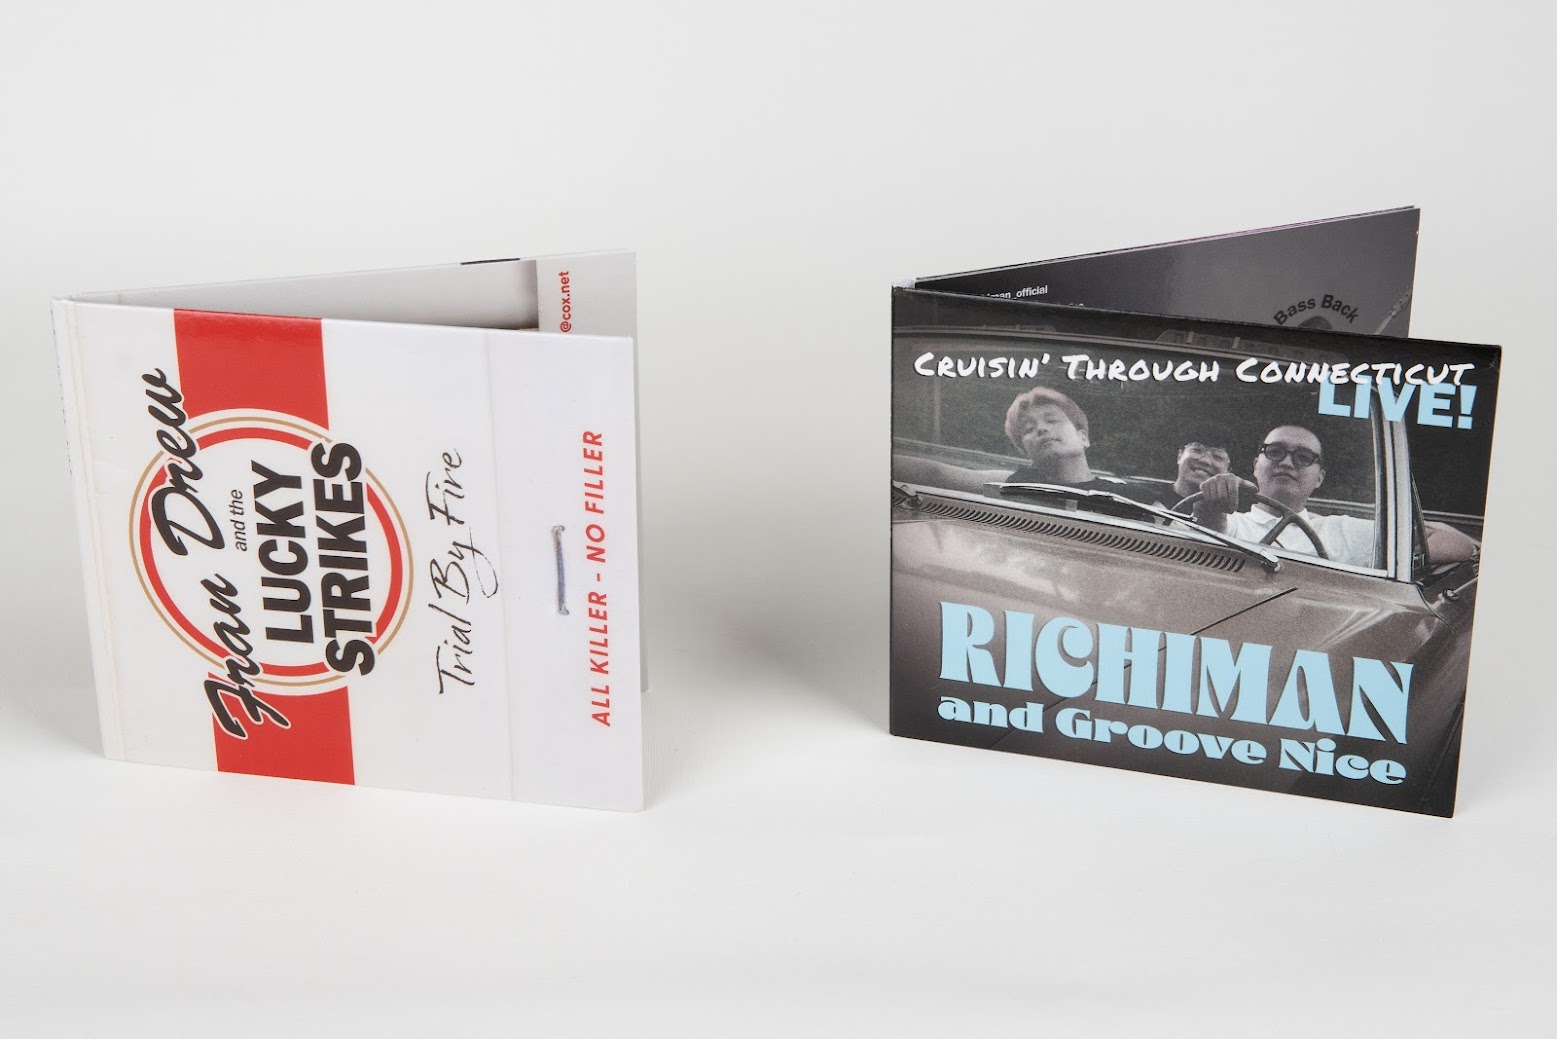 Fran Drew
and the
LUCKY
STRIKES
Trial By Fire
ALL KILLER - NO FILLER
@cox.net
_official
Bass Back
CRUISIN' THROUGH CONNECTICUT
LIVE!
RICHIMAN
and Groove Nice